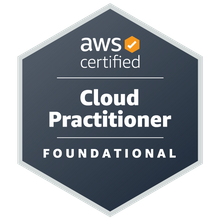 aws
certified
Cloud
Practitioner
FOUNDATIONAL